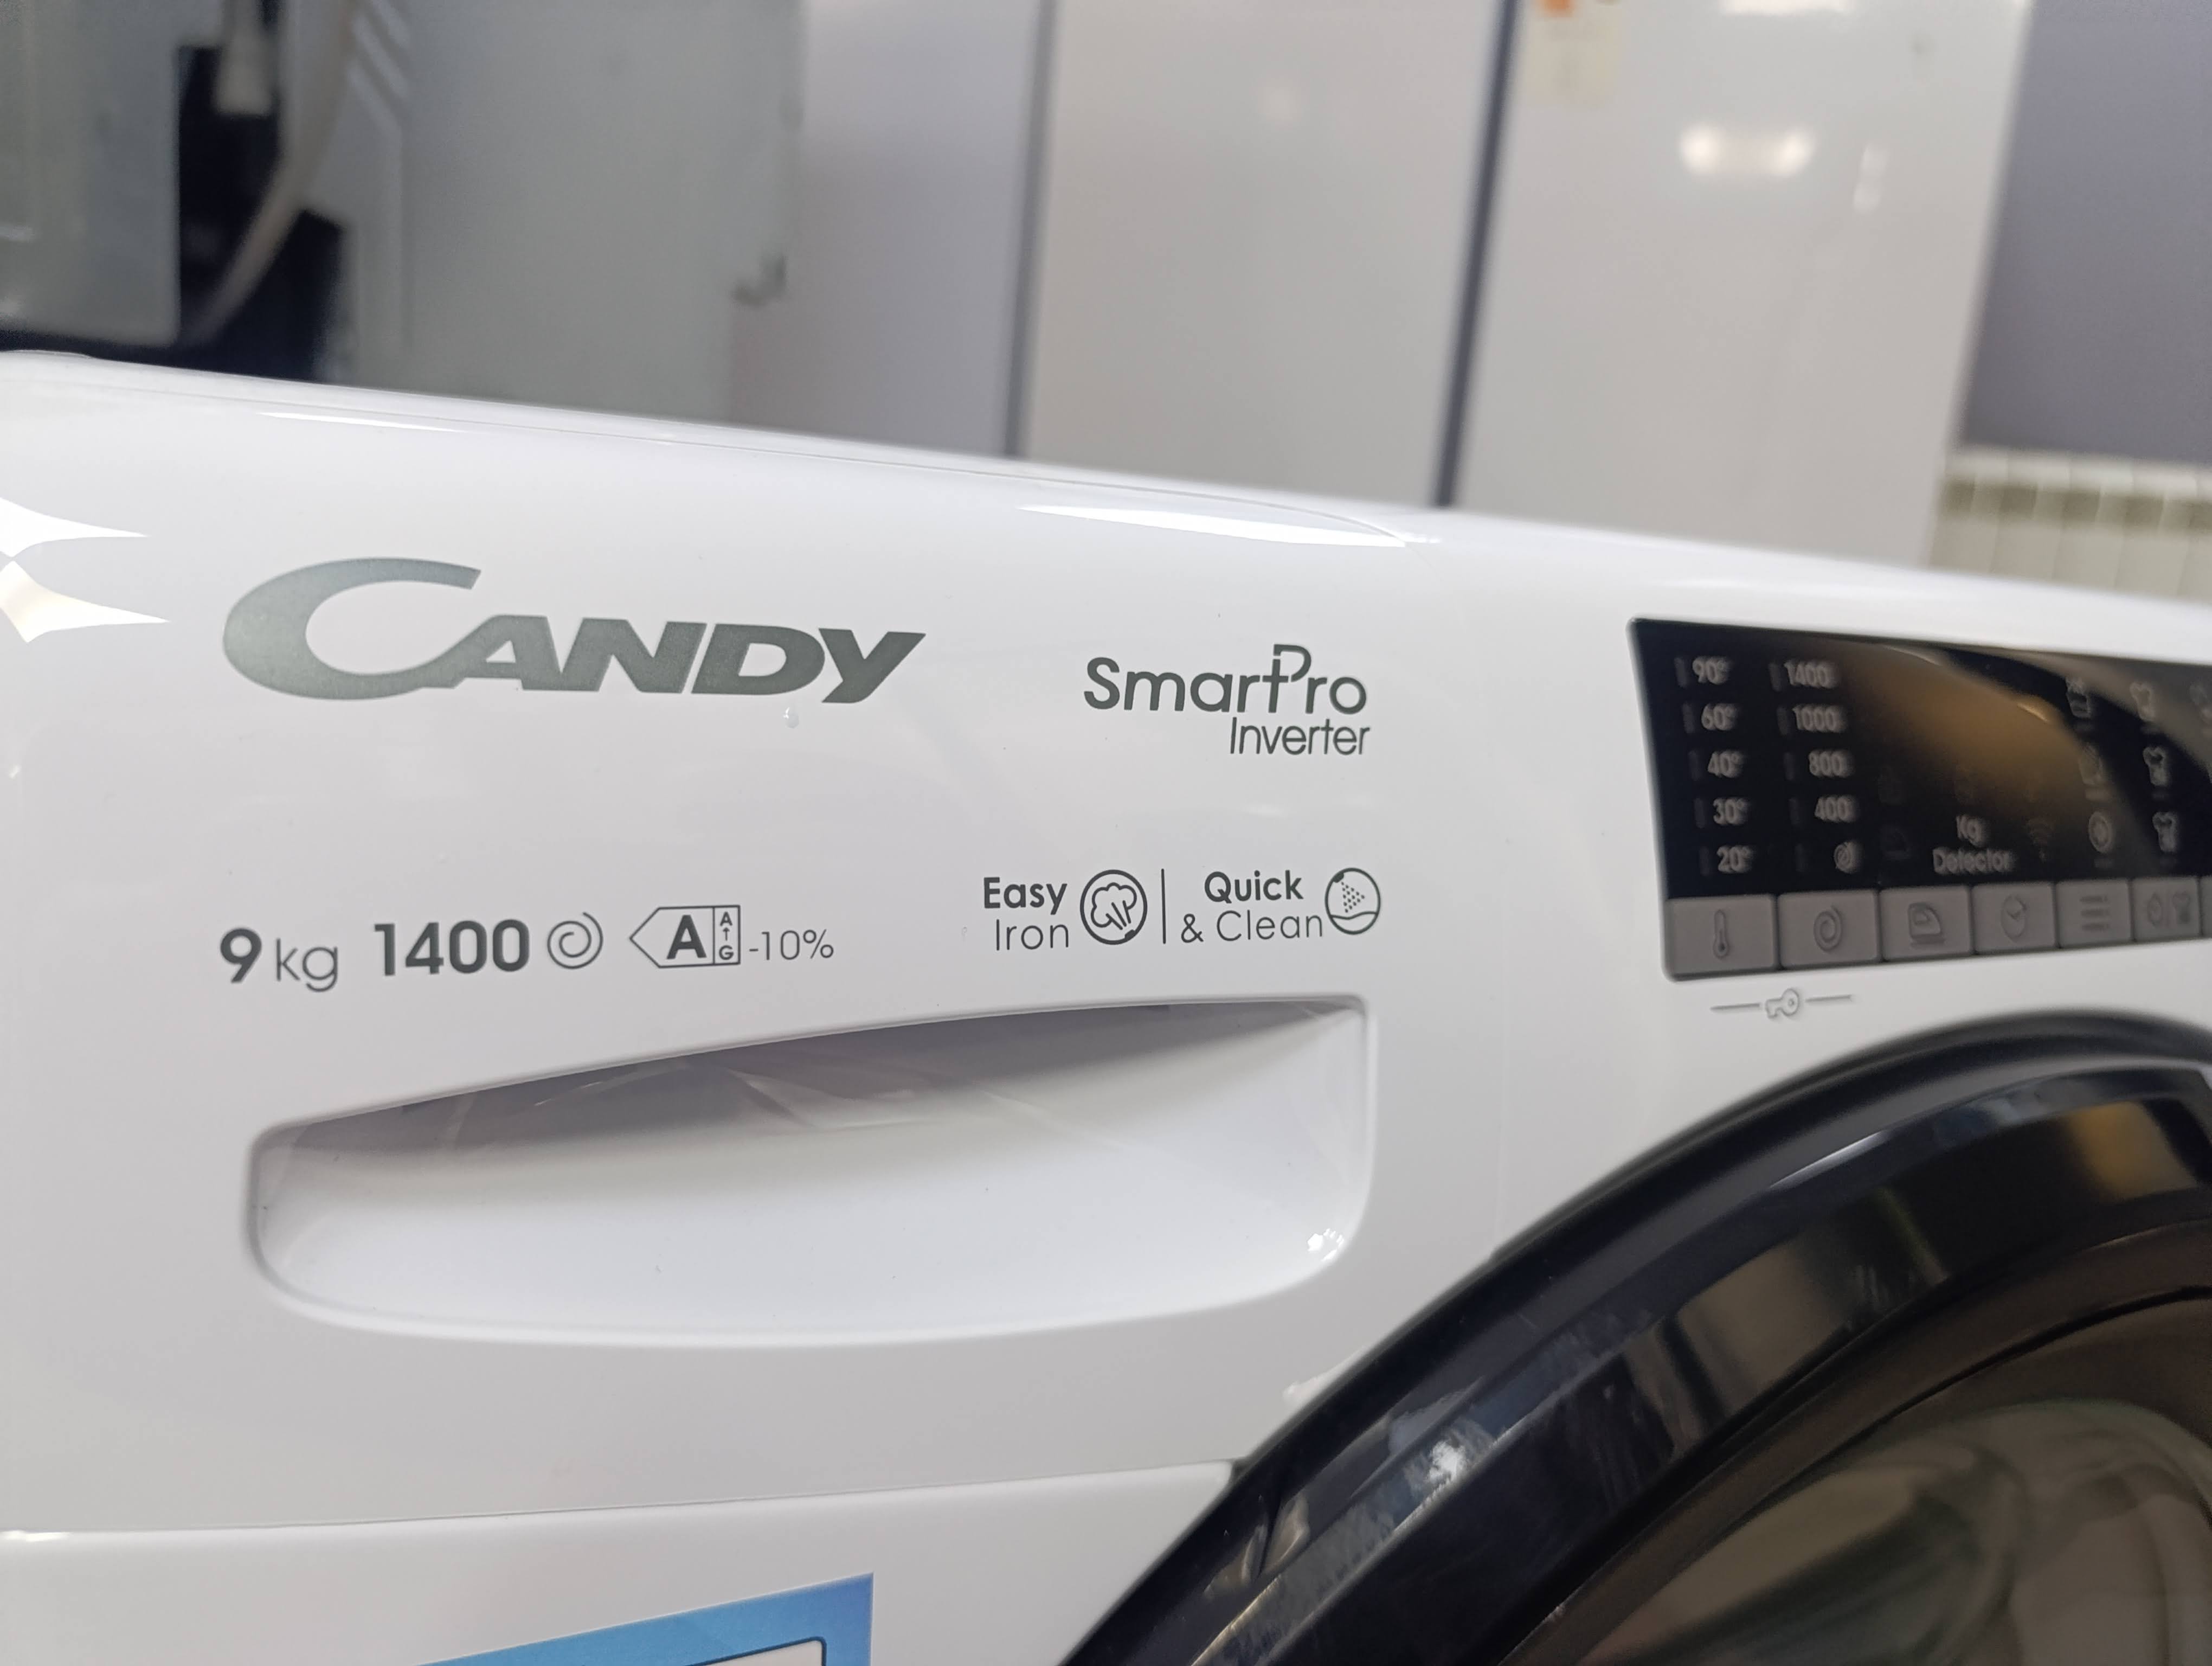 CANDY
SmartPro
Inverter
9 kg 1400 A A G -10%
Easy Iron
Quick & Clean
90° 1400
60° 1000
40° 800
30° 400
20°
Kg
Detector